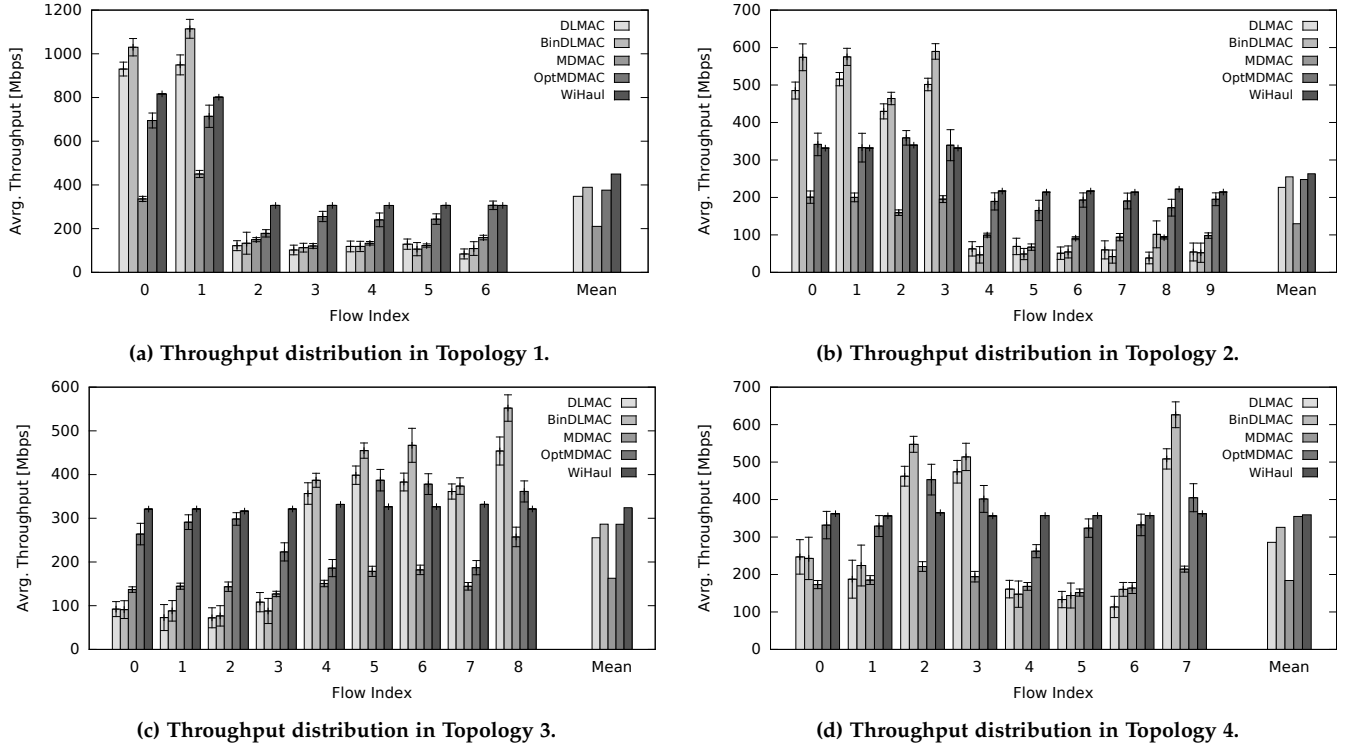 Avrg. Throughput [Mbps]
1200
1000
800
600
400
200
0
DLMAC
BinDLMAC
MDMAC
OptMDMAC
WiHaul
0 1 2 3 4 5 6 Mean
Flow Index
(a) Throughput distribution in Topology 1.
Avrg. Throughput [Mbps]
700
600
500
400
300
200
100
0
DLMAC
BinDLMAC
MDMAC
OptMDMAC
WiHaul
0 1 2 3 4 5 6 7 8 9 Mean
Flow Index
(b) Throughput distribution in Topology 2.
Avrg. Throughput [Mbps]
600
500
400
300
200
100
0
DLMAC
BinDLMAC
MDMAC
OptMDMAC
WiHaul
0 1 2 3 4 5 6 7 8 Mean
Flow Index
(c) Throughput distribution in Topology 3.
Avrg. Throughput [Mbps]
700
600
500
400
300
200
100
0
DLMAC
BinDLMAC
MDMAC
OptMDMAC
WiHaul
0 1 2 3 4 5 6 7 Mean
Flow Index
(d) Throughput distribution in Topology 4.